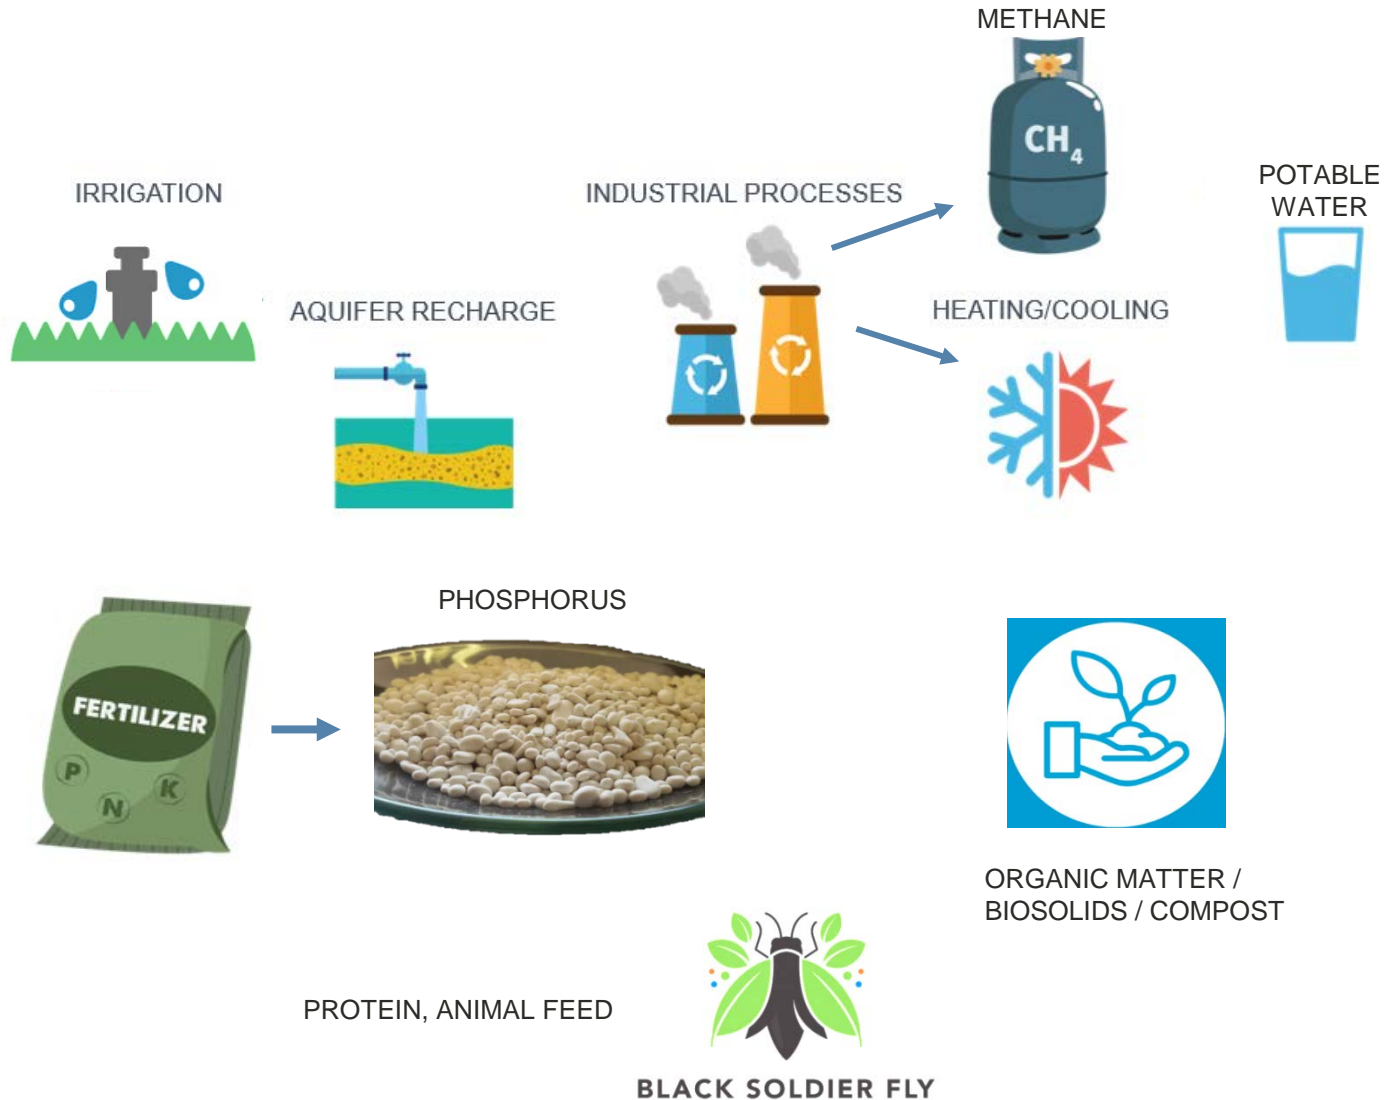 METHANE
CH4
POTABLE
WATER
IRRIGATION
INDUSTRIAL PROCESSES
AQUIFER RECHARGE
HEATING/COOLING
PHOSPHORUS
FERTILIZER
P
N
K
ORGANIC MATTER /
BIOSOLIDS / COMPOST
PROTEIN, ANIMAL FEED
BLACK SOLDIER FLY